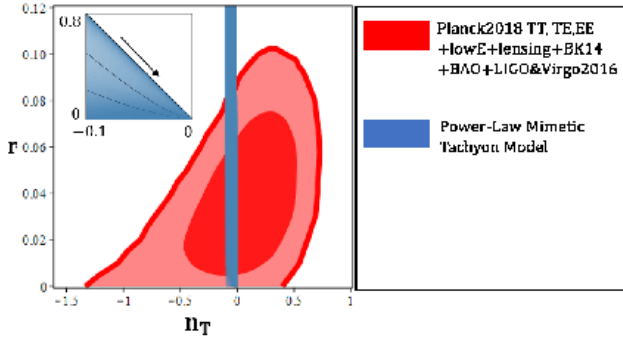 0.12
0.10
0.08
0.06
0.04
0.02
0
r
0.8
0
−0.1
0
−1.5
−1
−0.5
0
0.5
1
n_T
Planck2018 TT, TE,EE
+lowE+lensing+BK14
+BAO+LIGO&Virgo2016
Power-Law Mimetic
Tachyon Model